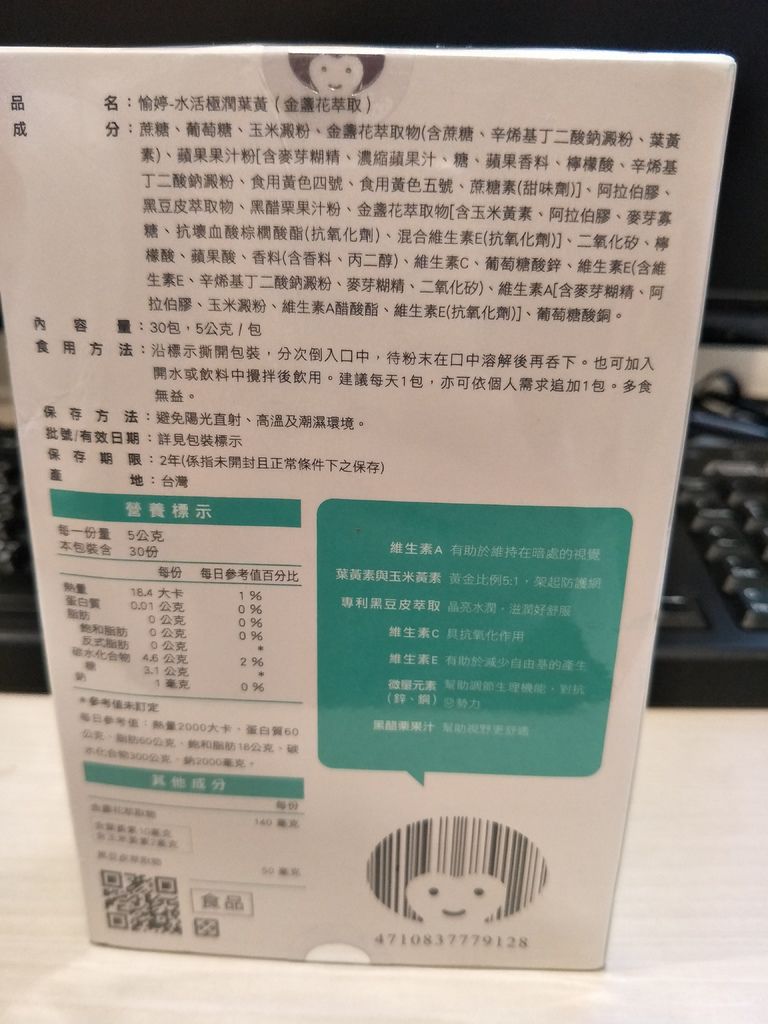 品名：愉婷-水活極潤葉黃（金盞花萃取）
成分：蔗糖、葡萄糖、玉米澱粉、金盞花萃取物(含蔗糖、辛烯基丁二酸鈉澱粉、葉黃
素)、蘋果果汁粉[含麥芽糊精、濃縮蘋果汁、糖、蘋果香料、檸檬酸、辛烯基
丁二酸鈉澱粉、食用黃色四號、食用黃色五號、蔗糖素(甜味劑)]、阿拉伯膠、
黑豆皮萃取物、黑醋栗果汁粉、金盞花萃取物[含玉米黃素、阿拉伯膠、麥芽寡
糖、抗壞血酸棕櫚酸酯(抗氧化劑)、混合維生素E(抗氧化劑)]、二氧化矽、檸
檬酸、蘋果酸、香料(含香料、丙二醇)、維生素C、葡萄糖酸鋅、維生素E(含維
生素E、辛烯基丁二酸鈉澱粉、麥芽糊精、二氧化矽)、維生素A[含麥芽糊精、阿
拉伯膠、玉米澱粉、維生素A醋酸酯、維生素E(抗氧化劑)]、葡萄糖酸銅。
內容量：30包，5公克/包
食用方法：沿標示撕開包裝，分次倒入口中，待粉末在口中溶解後再吞下。也可加入
開水或飲料中攪拌後飲用。建議每天1包，亦可依個人需求追加1包。多食
無益。
保存方法：避免陽光直射、高溫及潮濕環境。
批號/有效日期：詳見包裝標示
保存期限：2年(係指未開封且正常條件下之保存)
產地：台灣
營養標示
每一份量 5公克
本包裝含 30份
每份 每日參考值百分比
熱量 18.4 大卡 1 %
蛋白質 0.01 公克 0 %
脂肪 0 公克 0 %
飽和脂肪 0 公克 0 %
反式脂肪 0 公克 *
碳水化合物 4.6 公克 2 %
糖 3.1 公克 *
鈉 1 毫克 0 %
*參考值未訂定
每日參考值：熱量2000大卡、蛋白質60
公克、脂肪60公克、飽和脂肪18公克、碳
水化合物300公克、鈉2000毫克。
其他成分
每份
金盞花萃取物 140 毫克
含葉黃素10毫克
含玉米黃素2毫克
黑豆皮萃取物 50 毫克
食品
維生素A 有助於維持在暗處的視覺
葉黃素與玉米黃素 黃金比例5:1，架起防護網
專利黑豆皮萃取 晶亮水潤，滋潤好舒服
維生素C 具抗氧化作用
維生素E 有助於減少自由基的產生
微量元素（鋅、銅） 幫助調節生理機能，對抗
惡勢力
黑醋栗果汁 幫助視野更舒適
4710837779128